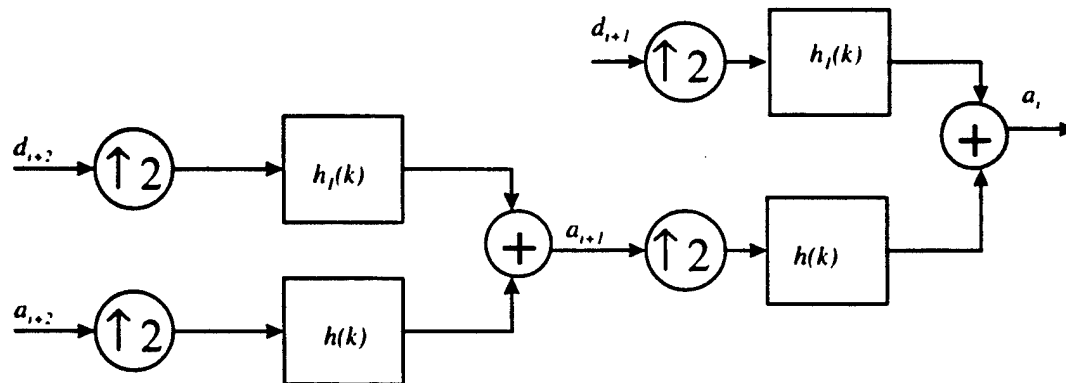 d_{i+1} ↑2 h_1(k)
a_i
+
d_{i+2} ↑2 h_1(k)
+ a_{i+1} ↑2 h(k)
a_{i+2} ↑2 h(k)